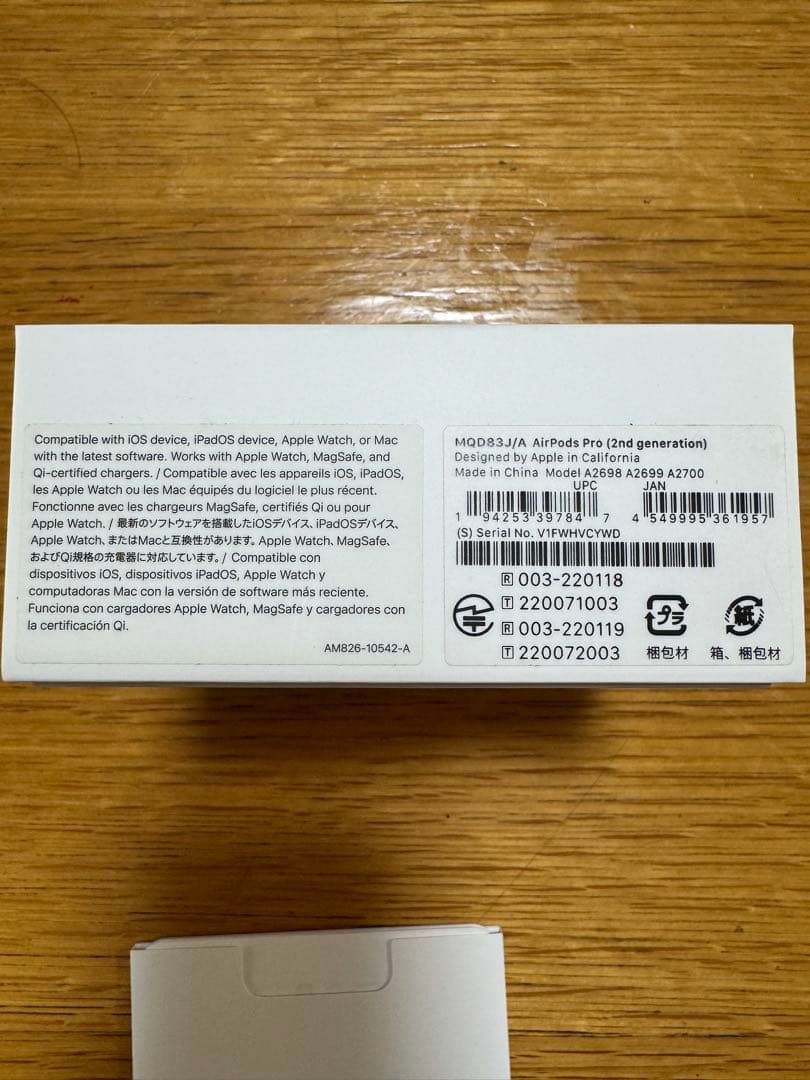 Compatible with iOS device, iPadOS device, Apple Watch, or Mac
with the latest software. Works with Apple Watch, MagSafe, and
Qi-certified chargers. / Compatible avec les appareils iOS, iPadOS,
les Apple Watch ou les Mac équipés du logiciel le plus récent.
Fonctionne avec les chargeurs MagSafe, certifiés Qi ou pour
Apple Watch. / 最新のソフトウェアを搭載したiOSデバイス、iPadOSデバイス、
Apple Watch、またはMacと互換性があります。Apple Watch、MagSafe、
およびQi規格の充電器に対応しています。/ Compatible con
dispositivos iOS, dispositivos iPadOS, Apple Watch y
computadoras Mac con la versión de software más reciente.
Funciona con cargadores Apple Watch, MagSafe y cargadores con
la certificación Qi.
AM826-10542-A
MQD83J/A AirPods Pro (2nd generation)
Designed by Apple in California
Made in China Model A2698 A2699 A2700
UPC JAN
1 94253 39784 7 4 549995 361957
(S) Serial No. V1FWHVCYWD
R 003-220118
T 220071003
R 003-220119
T 220072003
プラ
梱包材
紙
箱、梱包材